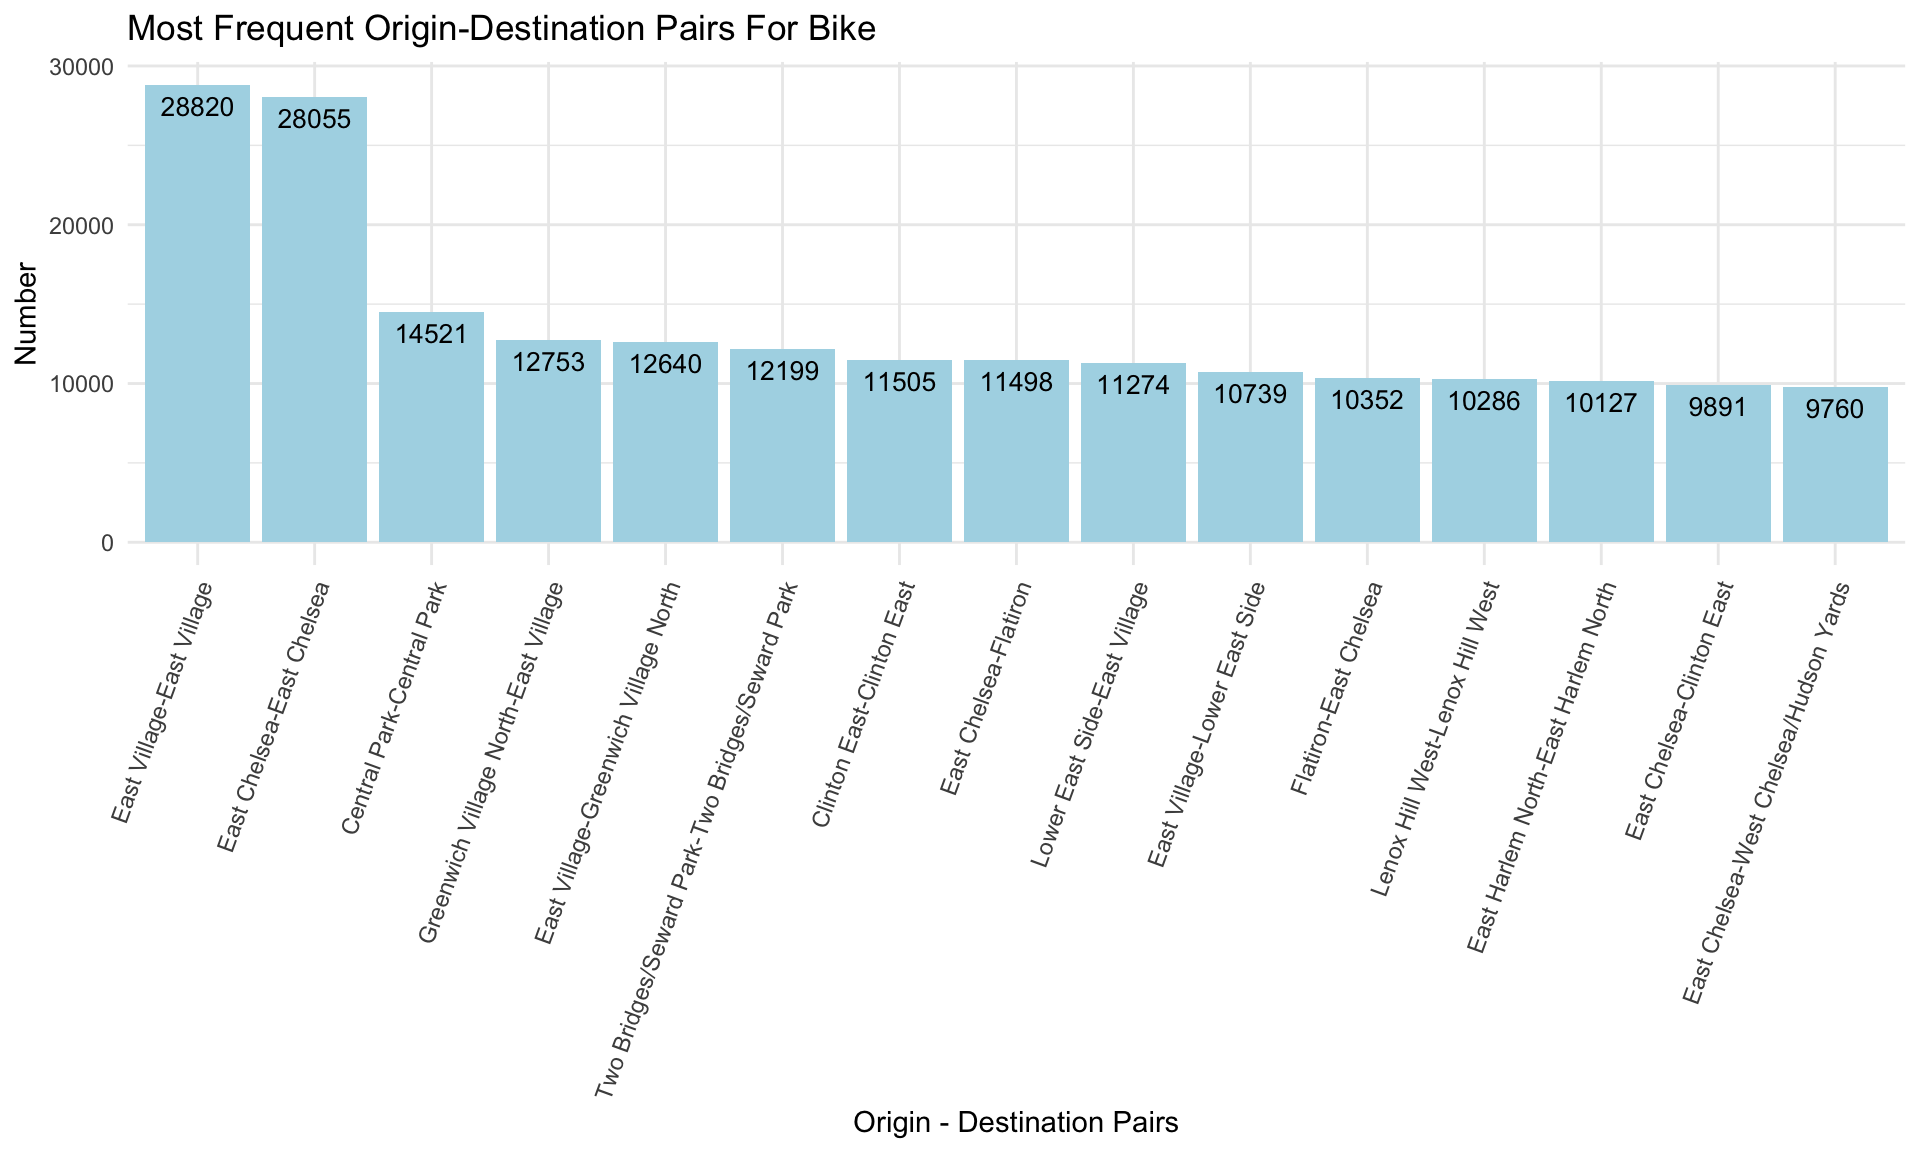 Most Frequent Origin-Destination Pairs For Bike
Number
30000
20000
10000
0
28820
28055
14521
12753
12640
12199
11505
11498
11274
10739
10352
10286
10127
9891
9760
East Village-East Village
East Chelsea-East Chelsea
Central Park-Central Park
Greenwich Village North-East Village
East Village-Greenwich Village North
Two Bridges/Seward Park-Two Bridges/Seward Park
Clinton East-Clinton East
East Chelsea-Flatiron
Lower East Side-East Village
East Village-Lower East Side
Flatiron-East Chelsea
Lenox Hill West-Lenox Hill West
East Harlem North-East Harlem North
East Chelsea-Clinton East
East Chelsea-West Chelsea/Hudson Yards
Origin - Destination Pairs